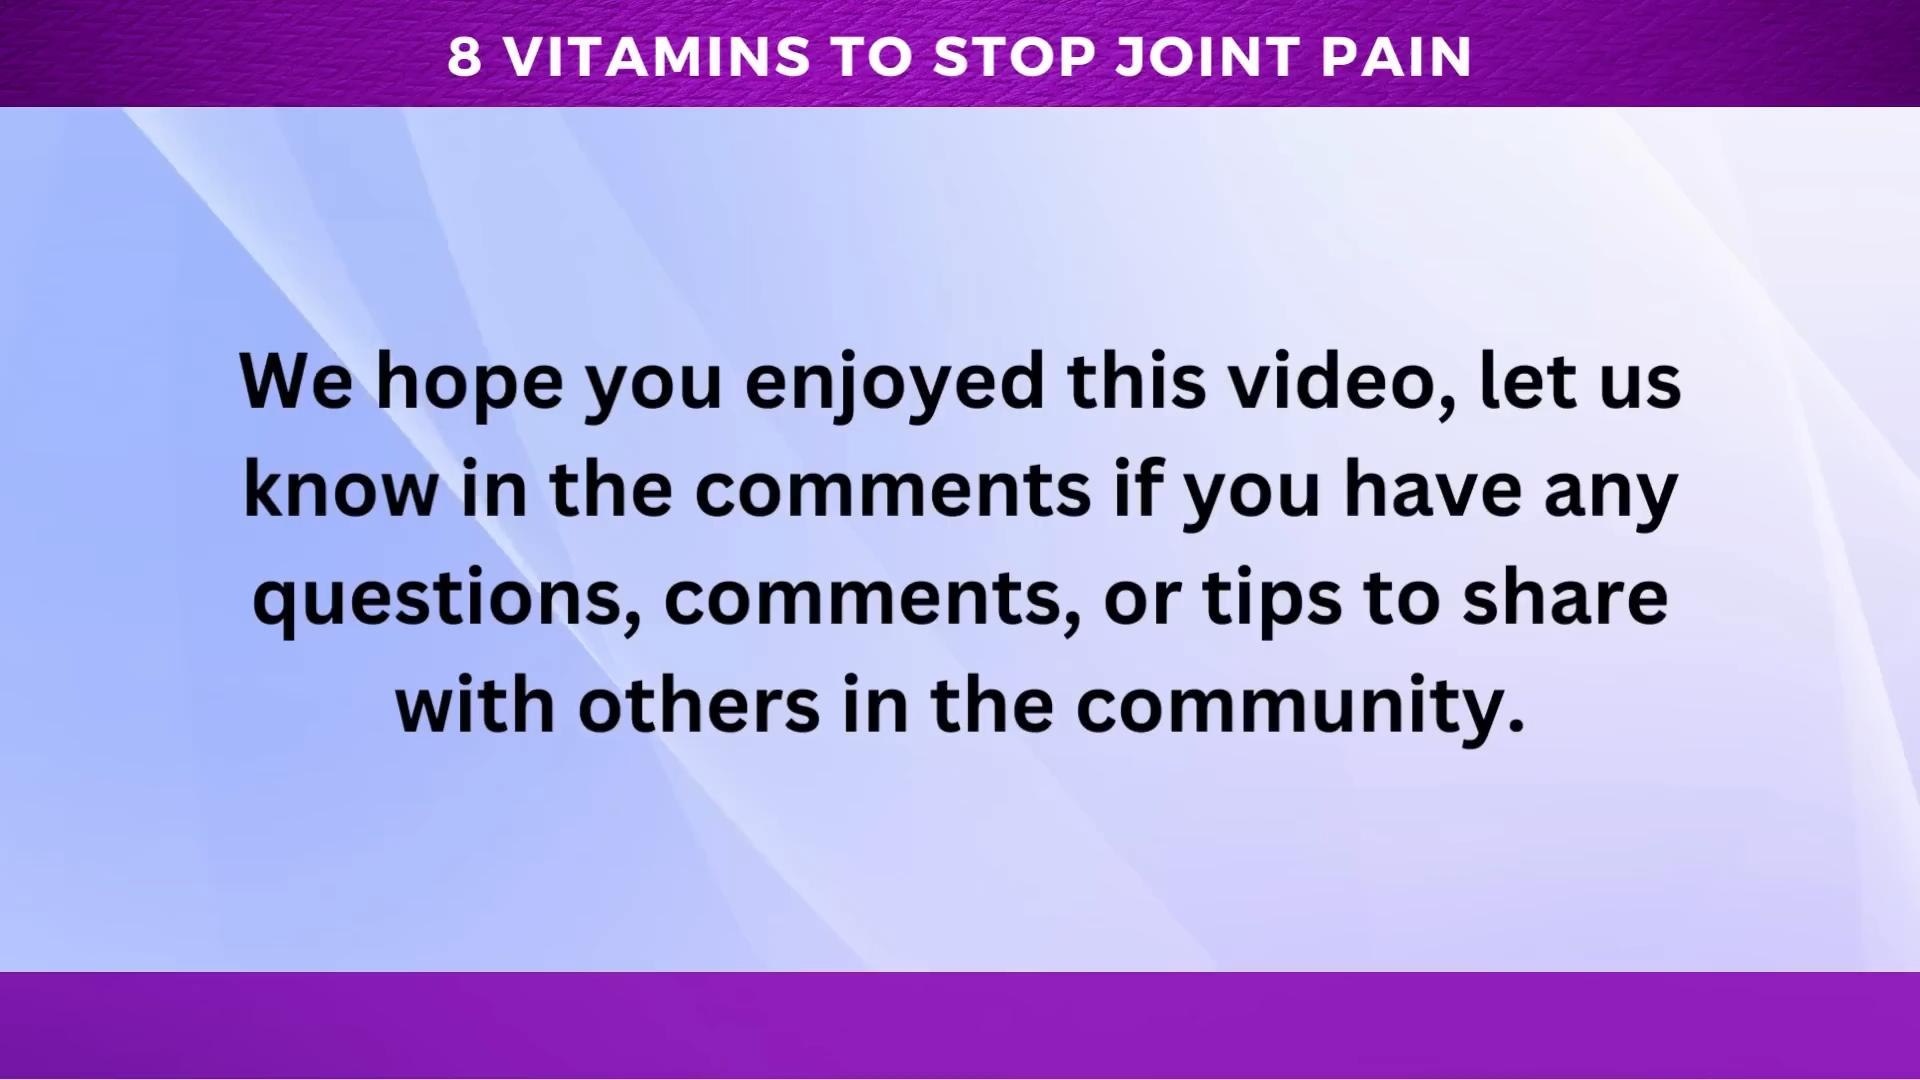 8 VITAMINS TO STOP JOINT PAIN
We hope you enjoyed this video, let us
know in the comments if you have any
questions, comments, or tips to share
with others in the community.